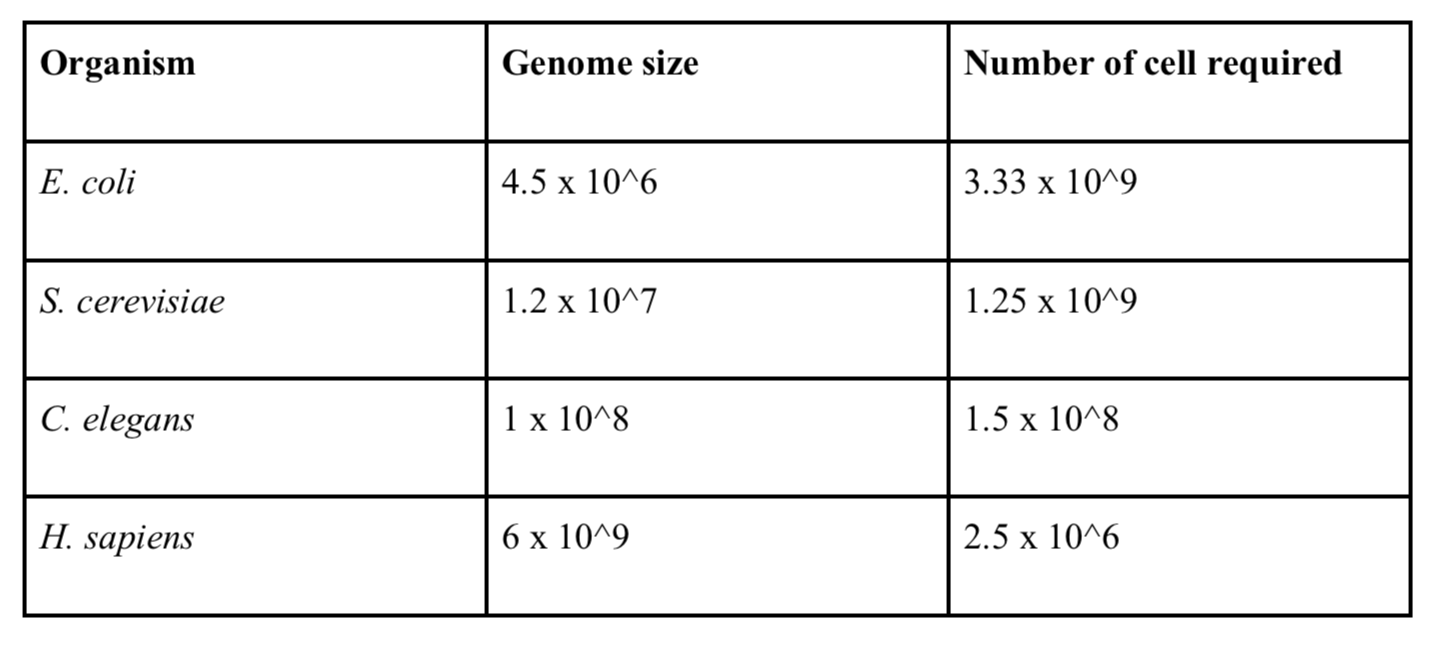 Organism Genome size Number of cell required
E. coli 4.5 x 10^6 3.33 x 10^9
S. cerevisiae 1.2 x 10^7 1.25 x 10^9
C. elegans 1 x 10^8 1.5 x 10^8
H. sapiens 6 x 10^9 2.5 x 10^6